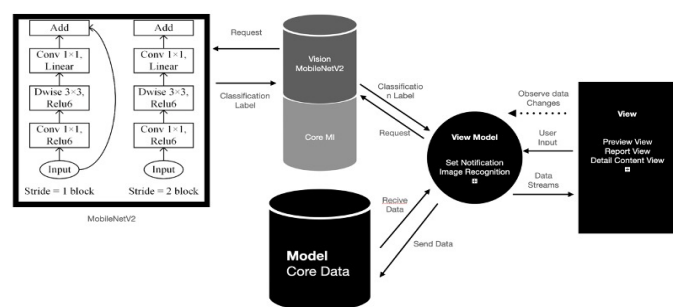 Add
Conv 1×1,
Linear
Dwise 3×3,
Relu6
Conv 1×1,
Relu6
Input
Stride = 1 block
Add
Conv 1×1,
Linear
Dwise 3×3,
Relu6
Conv 1×1,
Relu6
Input
Stride = 2 block
MobileNetV2
Request
Classification
Label
Vision
MobileNetV2
Core Ml
Classificatio
n Label
Request
View Model
Set Notification
Image Recognition
Observe data
Changes
User
Input
Data
Streams
View
Preview View
Report View
Detail Content View
Model
Core Data
Recive
Data
Send Data